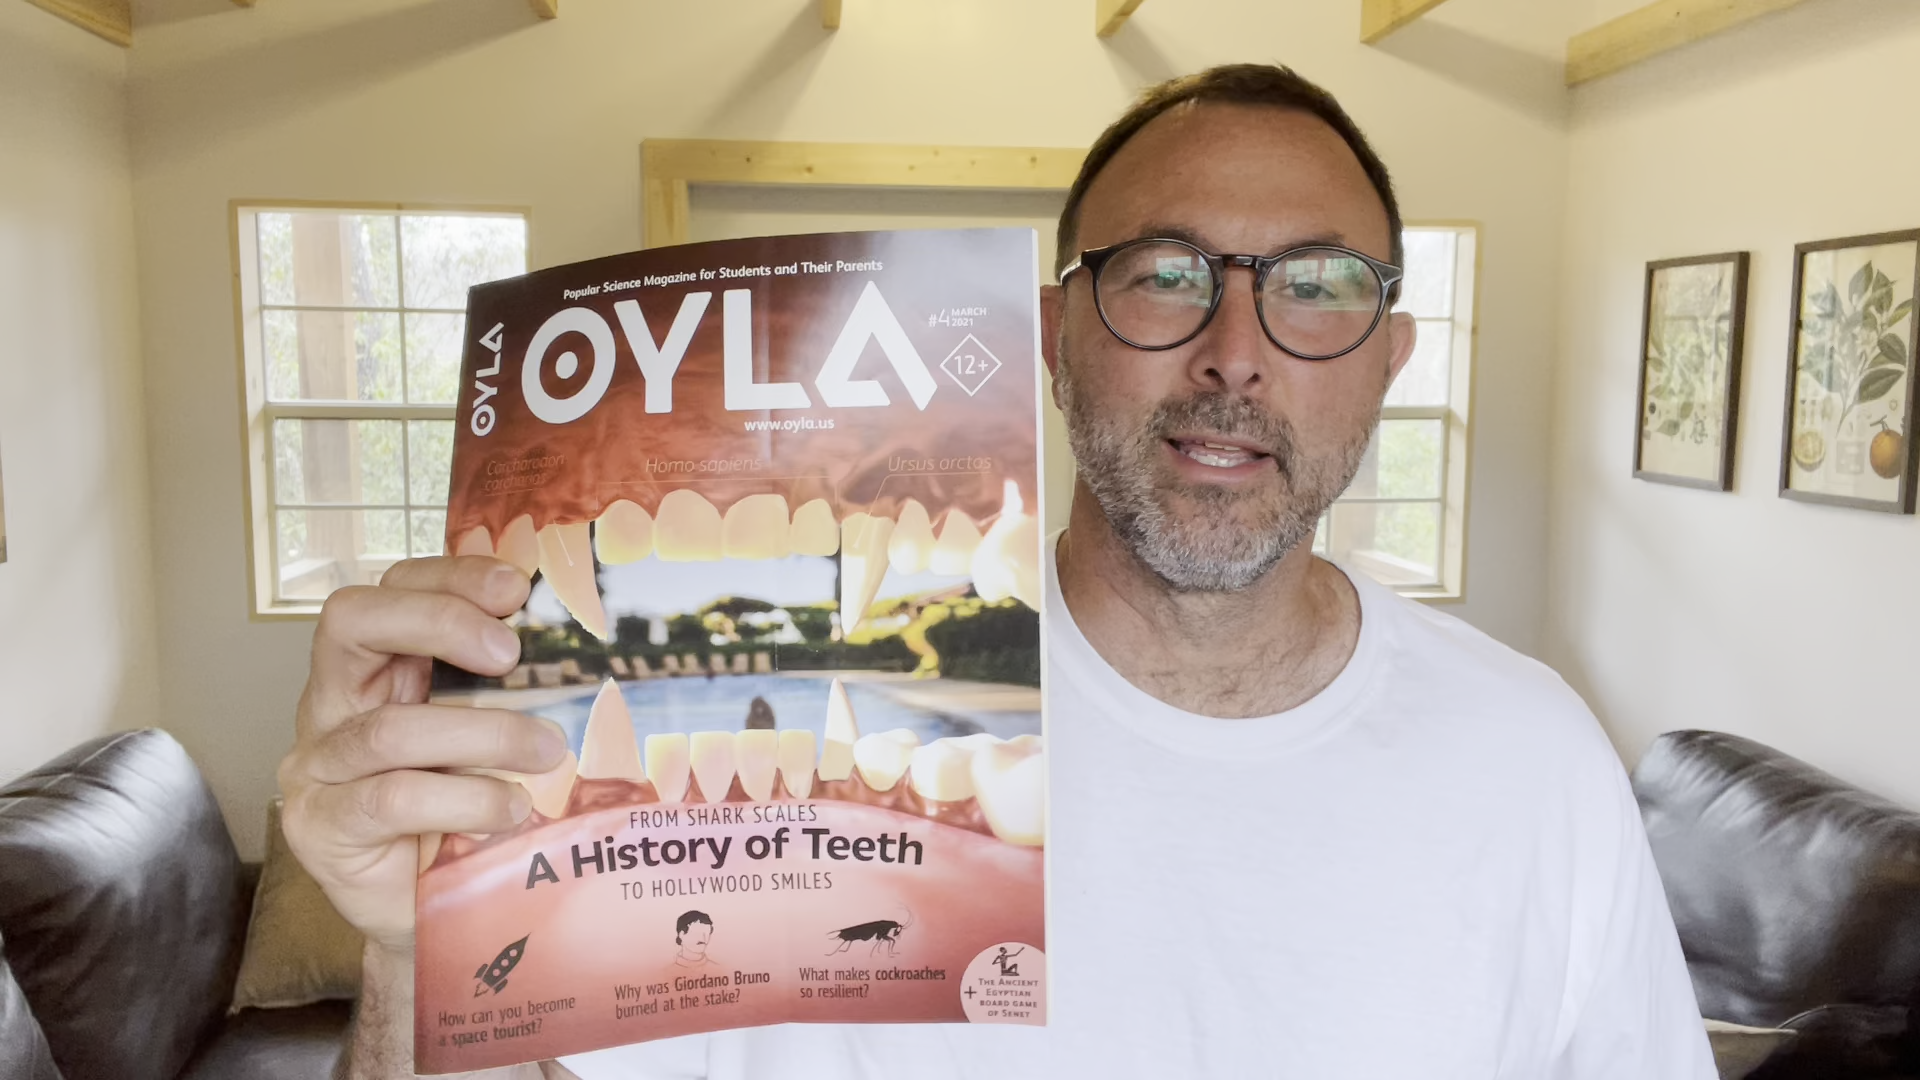 Popular Science Magazine for Students and Their Parents
OYLA
OYLA
#4 MARCH 2021
12+
www.oyla.us
Carcharodon
carcharias
Homo sapiens
Ursus arctos
FROM SHARK SCALES
A History of Teeth
TO HOLLYWOOD SMILES
How can you become
a space tourist?
Why was Giordano Bruno
burned at the stake?
What makes cockroaches
so resilient?
+ THE ANCIENT
EGYPTIAN
BOARD GAME
OF SENET